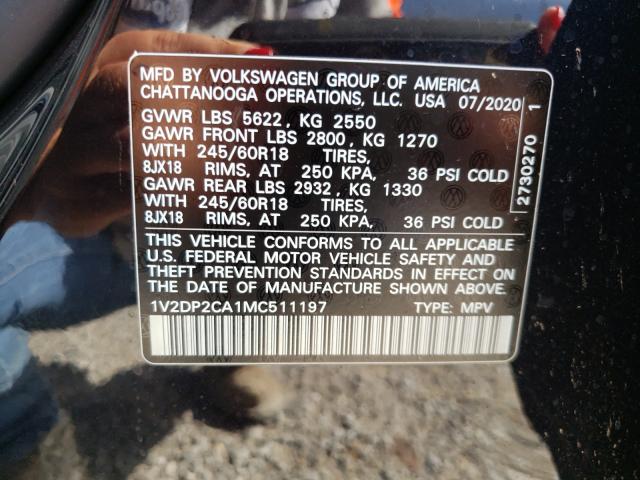 MFD BY VOLKSWAGEN GROUP OF AMERICA
CHATTANOOGA OPERATIONS, LLC. USA 07/2020
GVWR LBS 5622, KG 2550
GAWR FRONT LBS 2800, KG 1270
WITH 245/60R18 TIRES,
8JX18 RIMS, AT 250 KPA, 36 PSI COLD
GAWR REAR LBS 2932, KG 1330
WITH 245/60R18 TIRES,
8JX18 RIMS, AT 250 KPA, 36 PSI COLD
THIS VEHICLE CONFORMS TO ALL APPLICABLE
U.S. FEDERAL MOTOR VEHICLE SAFETY AND
THEFT PREVENTION STANDARDS IN EFFECT ON
THE DATE OF MANUFACTURE SHOWN ABOVE.
1V2DP2CA1MC511197 TYPE: MPV
2730270 1